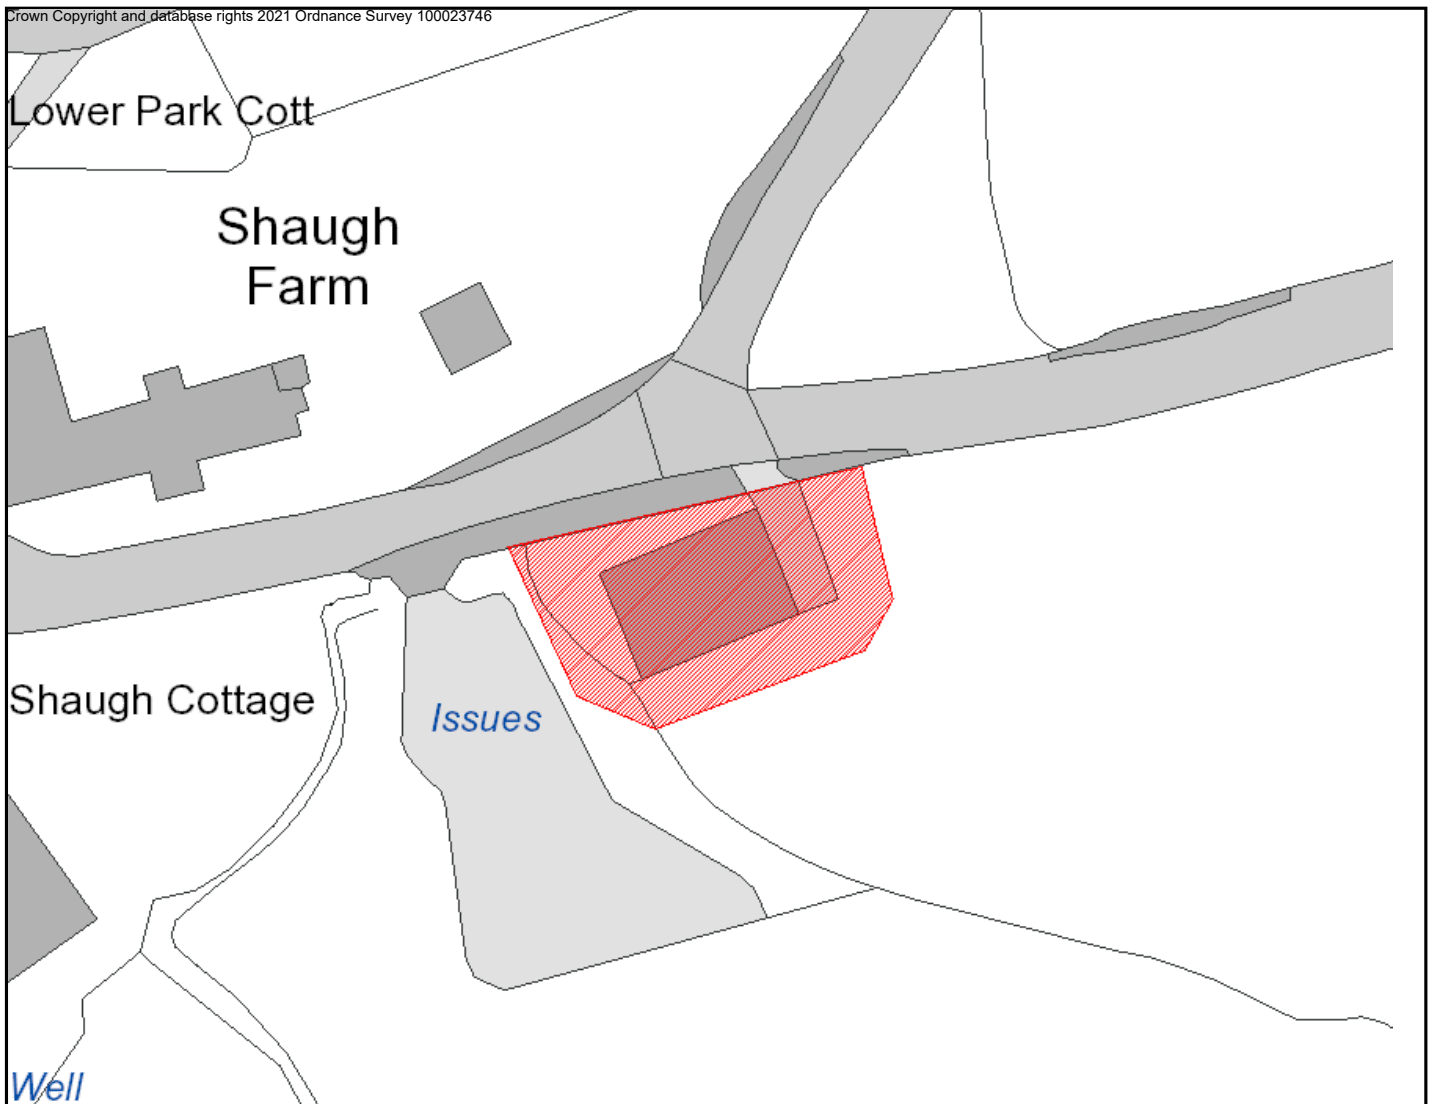 Crown Copyright and database rights 2021 Ordnance Survey 100023746
Lower Park Cott
Shaugh
Farm
Shaugh Cottage
Issues
Well